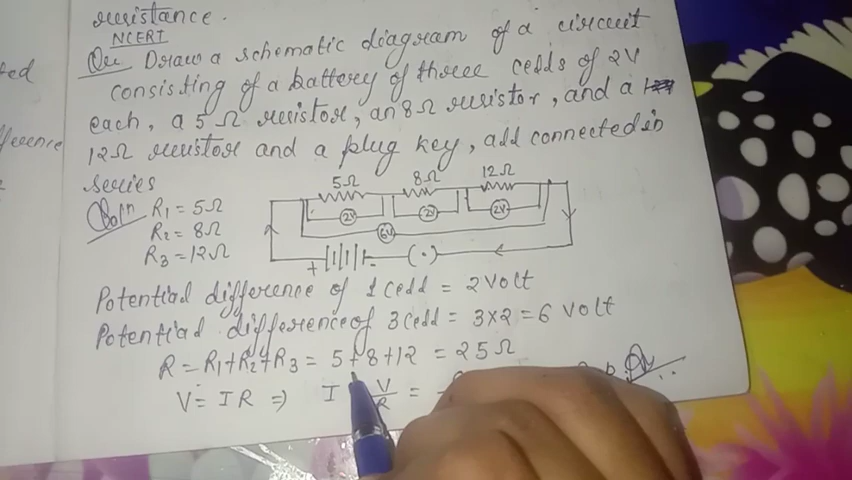 resistance.
NCERT
Que Draw a schematic diagram of a circuit
consisting of a battery of three cells of 2V
each, a 5Ω resistor, an 8Ω resistor, and a
12Ω resistor and a plug key, all connected in
series
Soln R1 = 5Ω
R2 = 8Ω
R3 = 12Ω
5Ω 8Ω 12Ω
2V 2V 2V
6V
+ -
Potential difference of 1 cell = 2 Volt
Potential difference of 3 cell = 3×2 = 6 Volt
R = R1+R2+R3 = 5+8+12 = 25Ω
V = IR ⇒ I V/R =
ted
fference